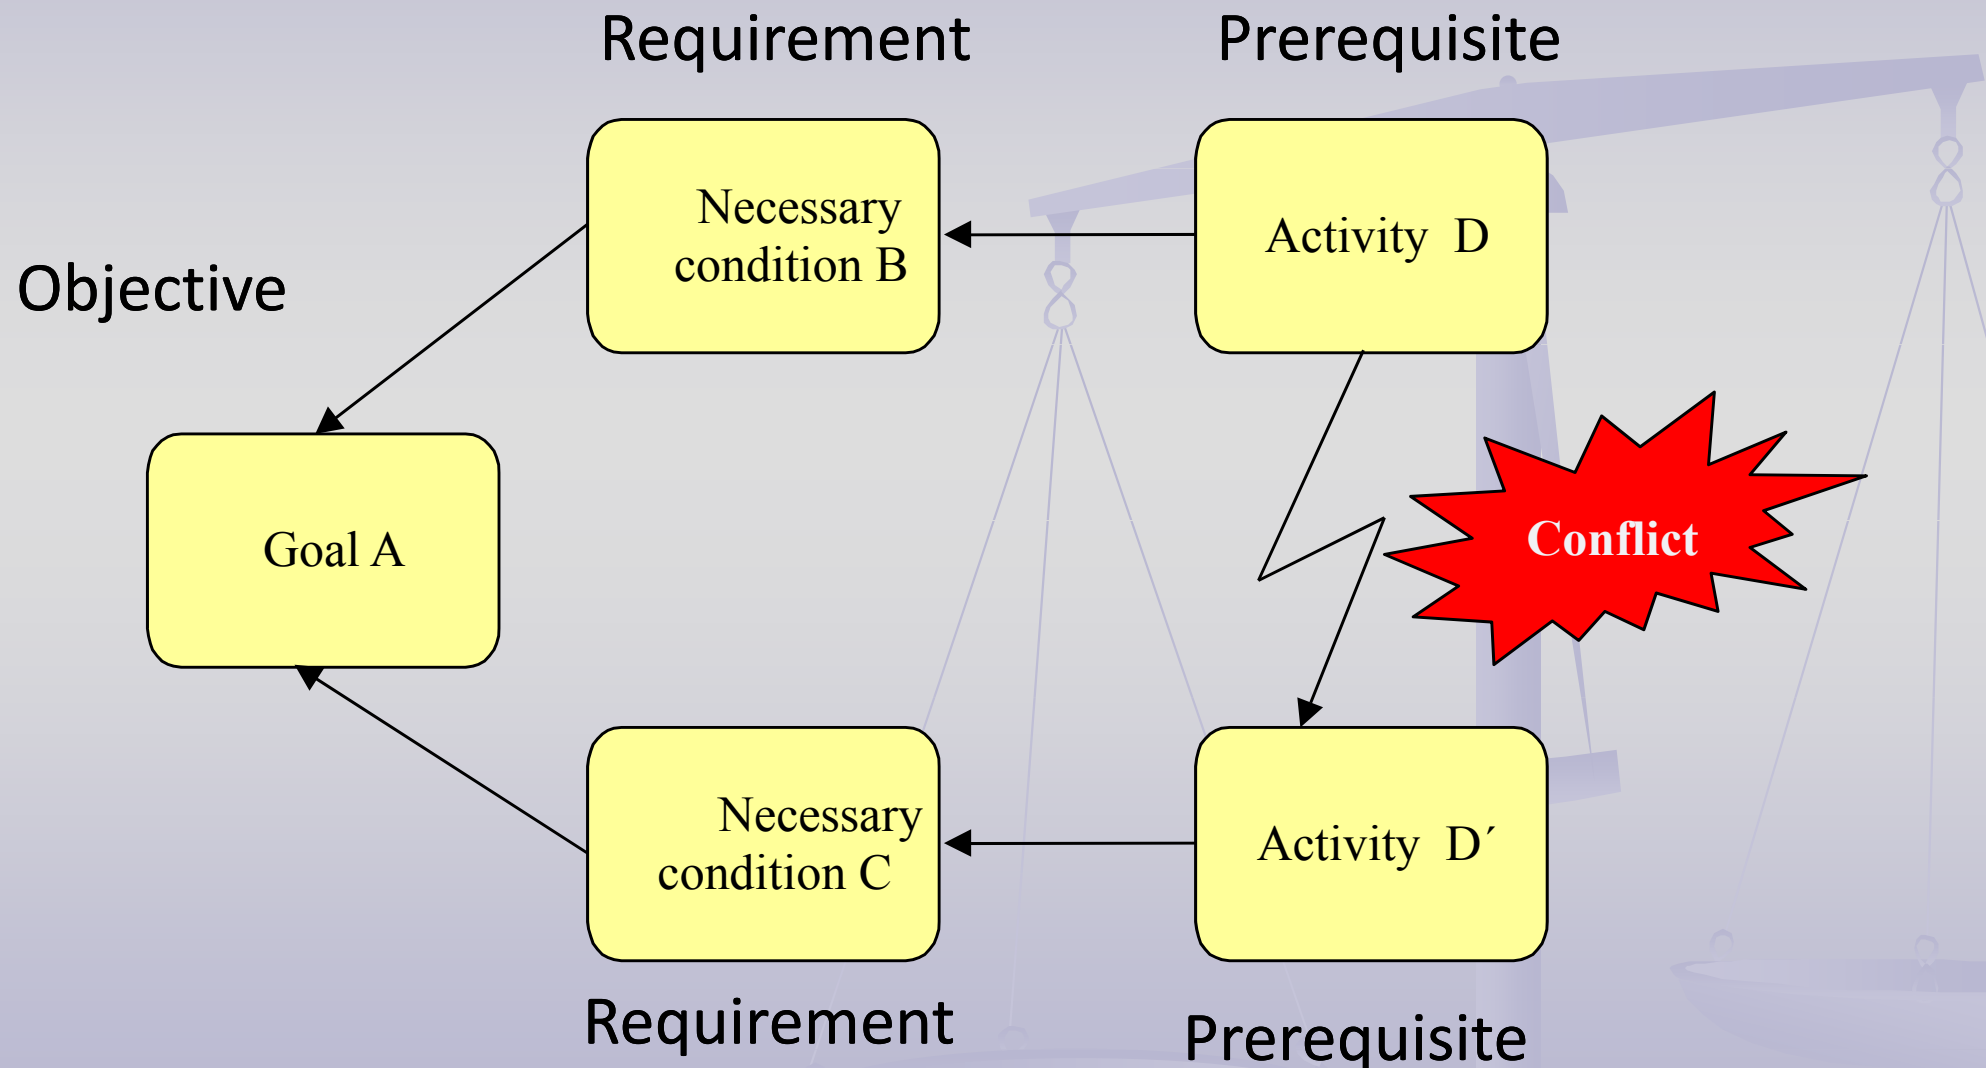 Requirement
Prerequisite
Necessary
condition B
Activity D
Objective
Goal A
Conflict
Necessary
condition C
Activity D´
Requirement
Prerequisite